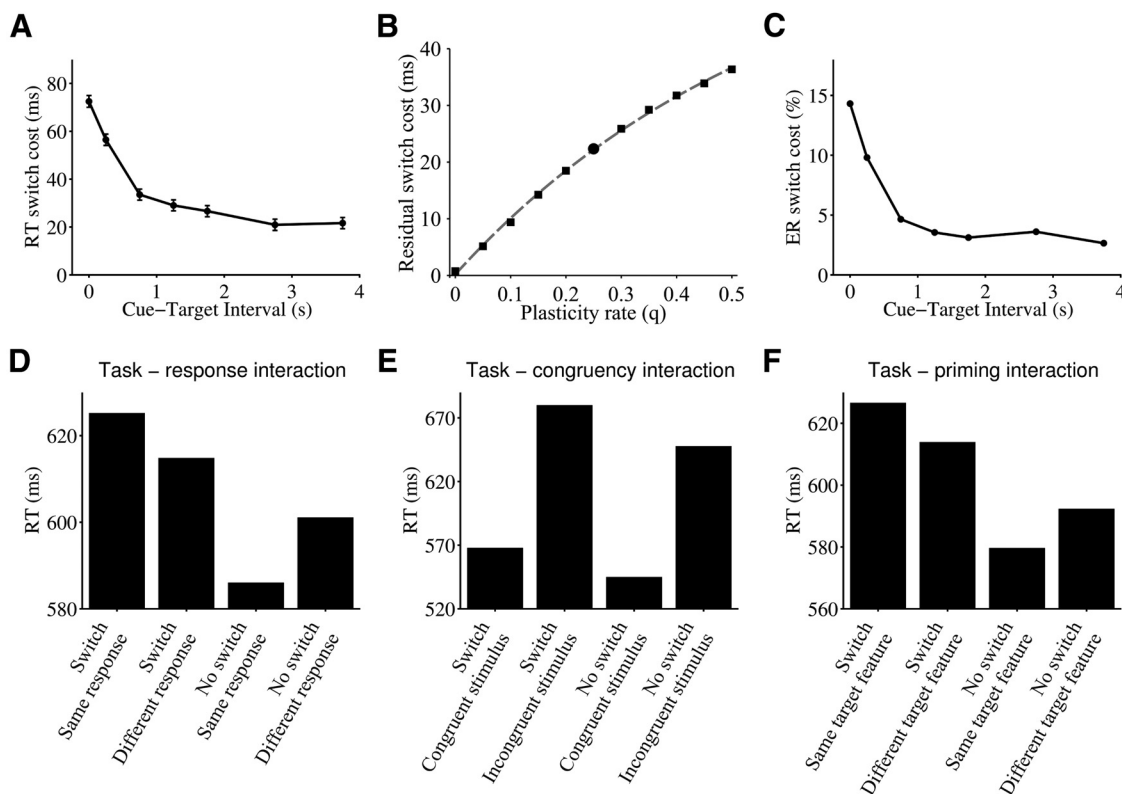 A
RT switch cost (ms)
80
60
40
20
0
0 1 2 3 4
Cue−Target Interval (s)
B
Residual switch cost (ms)
40
30
20
10
0
0 0.1 0.2 0.3 0.4 0.5
Plasticity rate (q)
C
ER switch cost (%)
15
10
5
0
0 1 2 3 4
Cue−Target Interval (s)
D
Task − response interaction
RT (ms)
620
600
580
Switch
Same response
Switch
Different response
No switch
Same response
No switch
Different response
E
Task − congruency interaction
RT (ms)
670
620
570
520
Switch
Congruent stimulus
Switch
Incongruent stimulus
No switch
Congruent stimulus
No switch
Incongruent stimulus
F
Task − priming interaction
RT (ms)
620
600
580
560
Switch
Same target feature
Switch
Different target feature
No switch
Same target feature
No switch
Different target feature